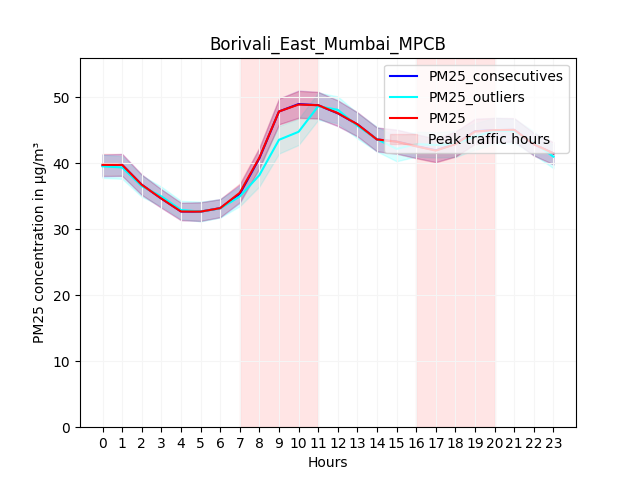 Borivali_East_Mumbai_MPCB
PM25_consecutives
PM25_outliers
PM25
Peak traffic hours
PM25 concentration in µg/m³
50
40
30
20
10
0
0 1 2 3 4 5 6 7 8 9 10 11 12 13 14 15 16 17 18 19 20 21 22 23
Hours